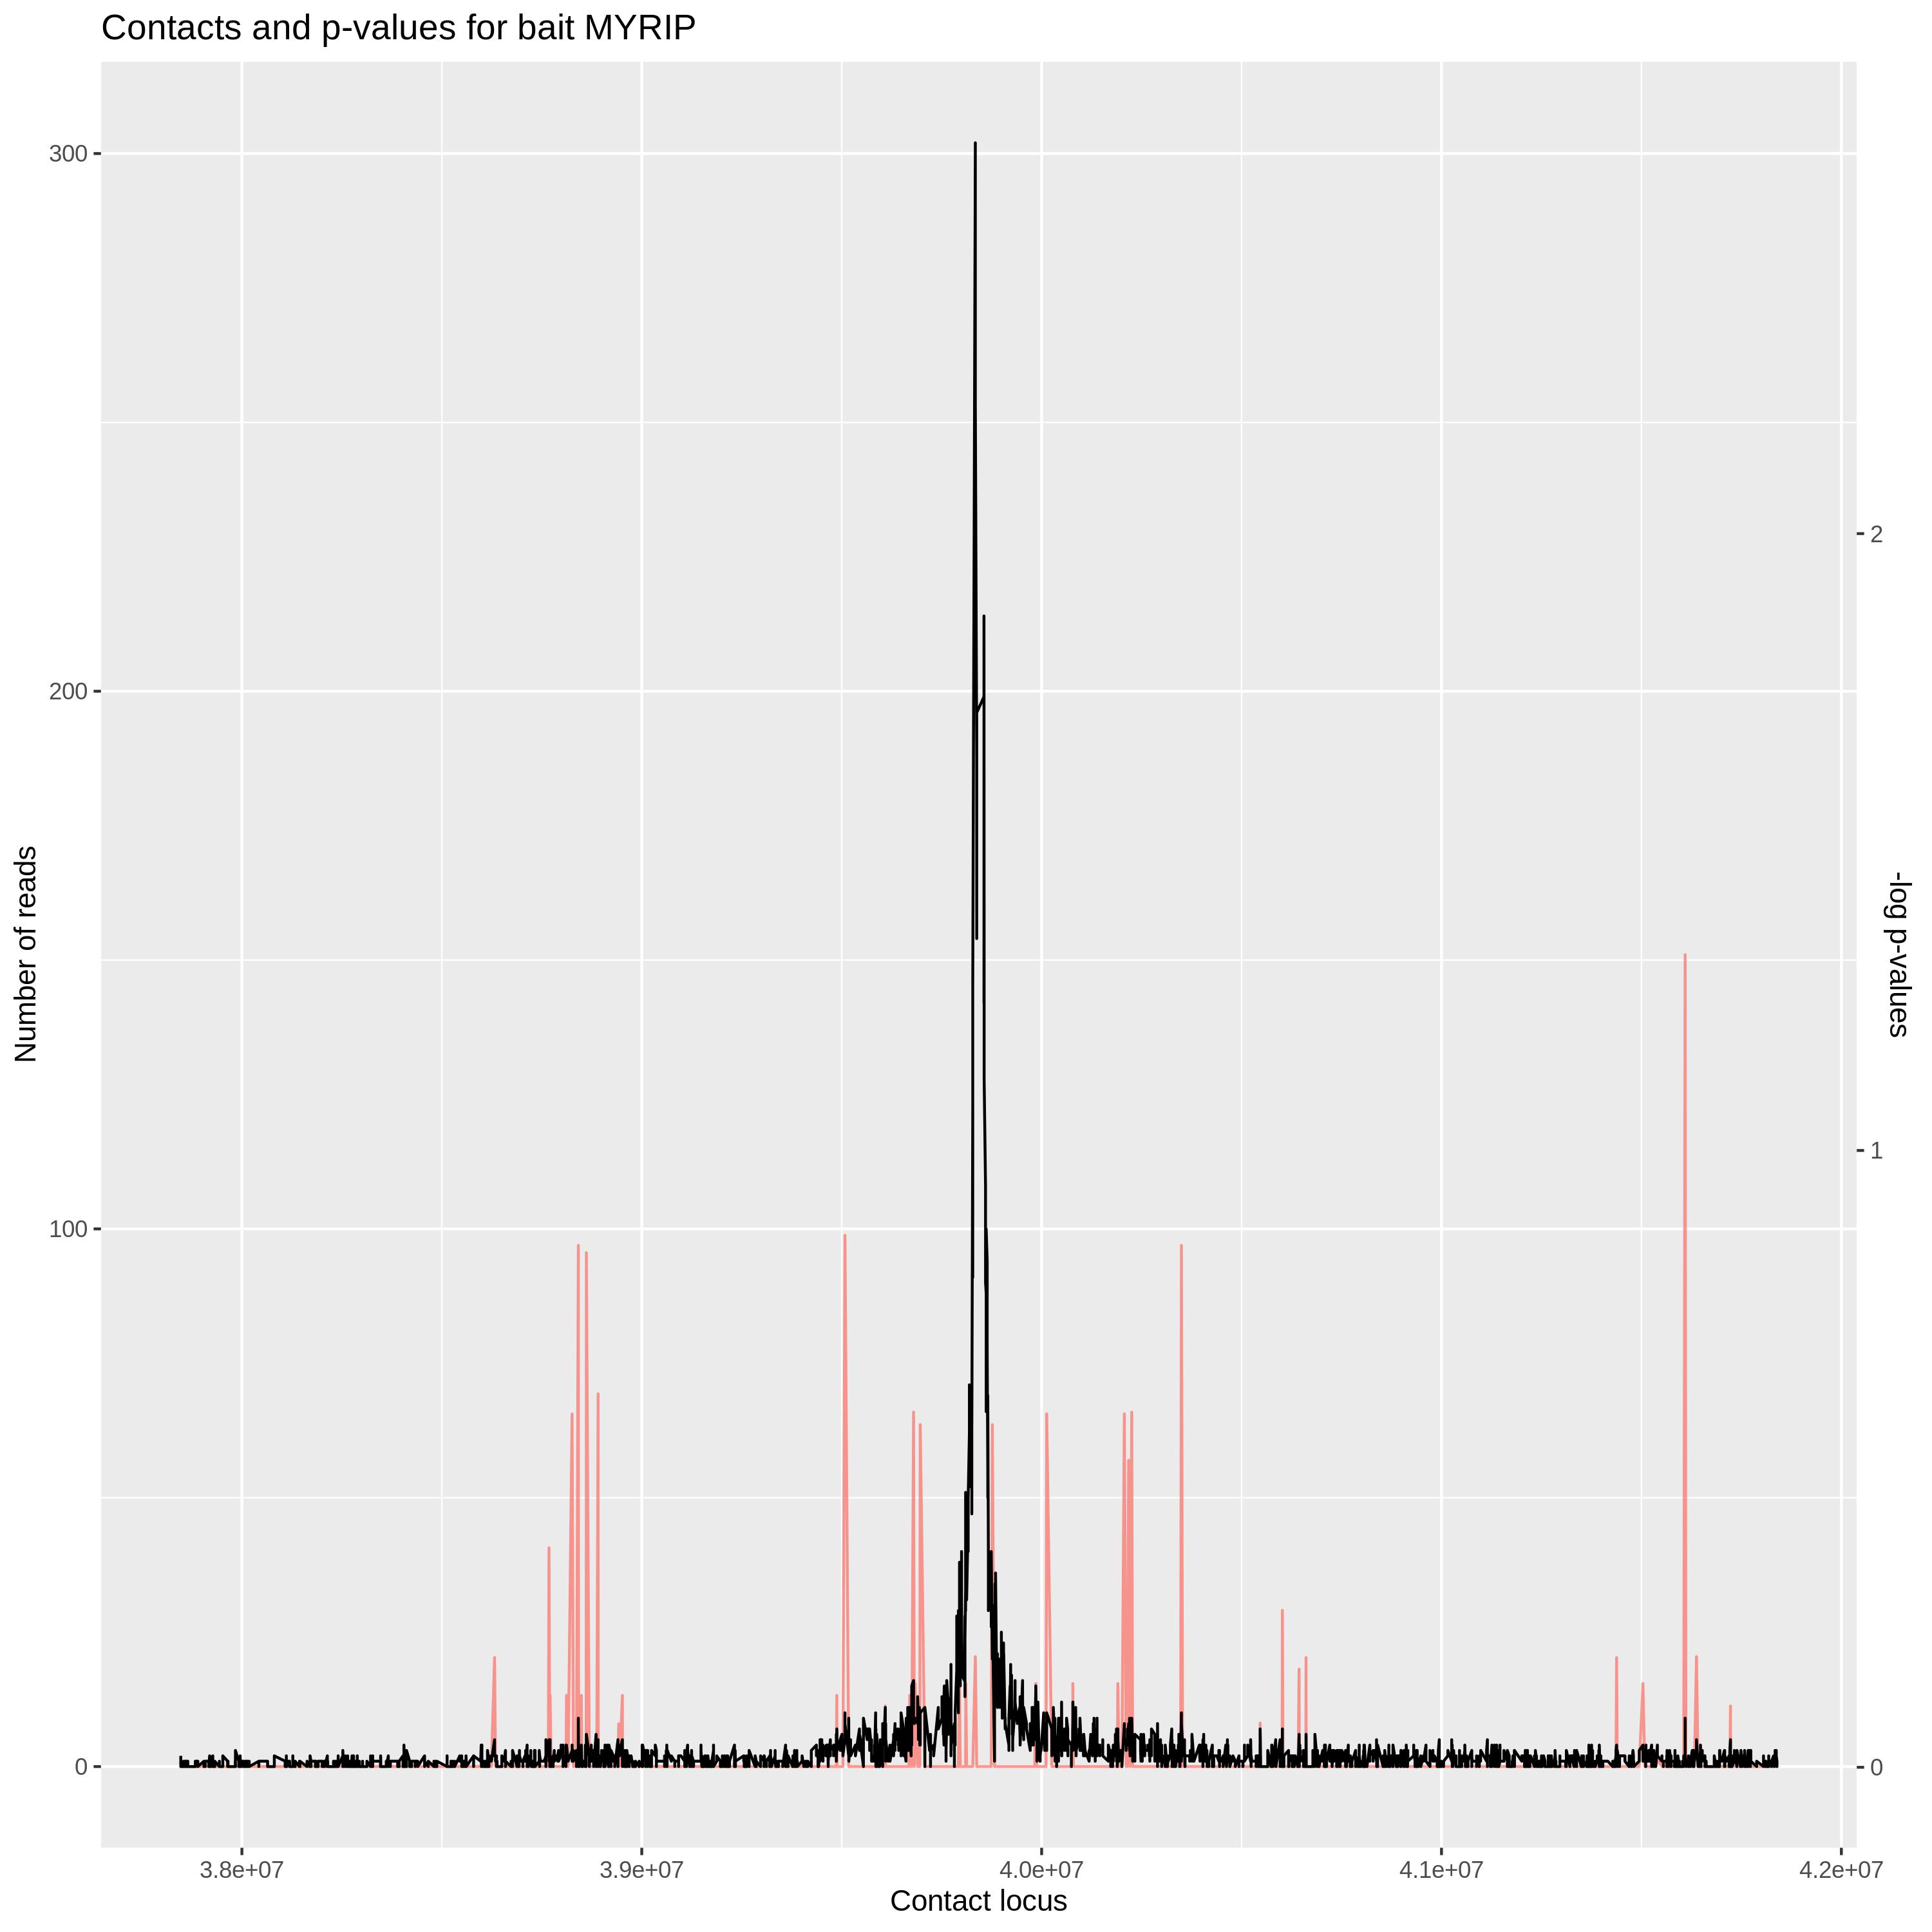 Contacts and p-values for bait MYRIP
300
200
100
0
Number of reads
2
1
0
-log p-values
3.8e+07 3.9e+07 4.0e+07 4.1e+07 4.2e+07
Contact locus